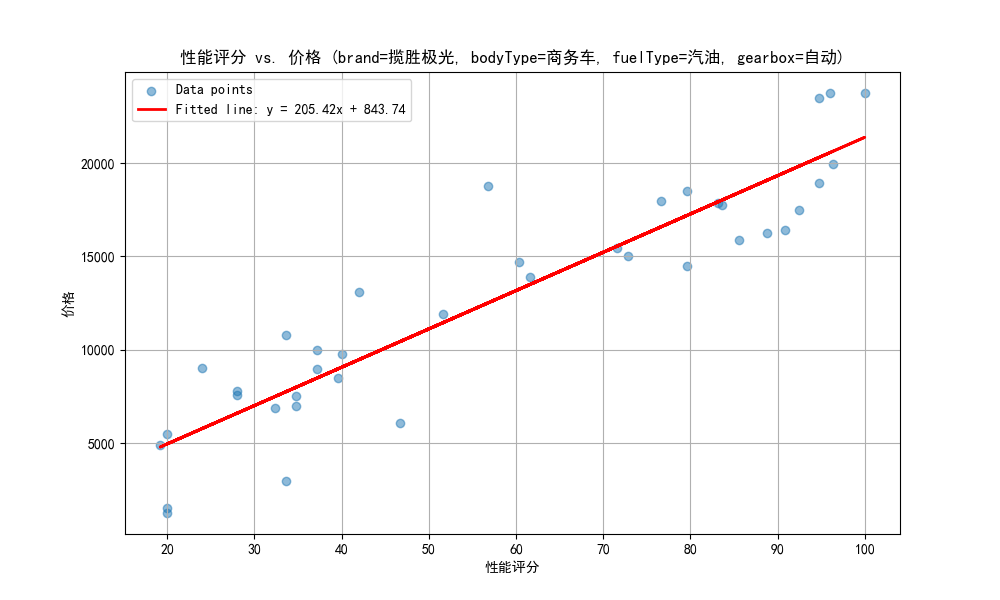 性能评分 vs. 价格 (brand=揽胜极光, bodyType=商务车, fuelType=汽油, gearbox=自动)
Data points
Fitted line: y = 205.42x + 843.74
价格
20000
15000
10000
5000
20 30 40 50 60 70 80 90 100
性能评分